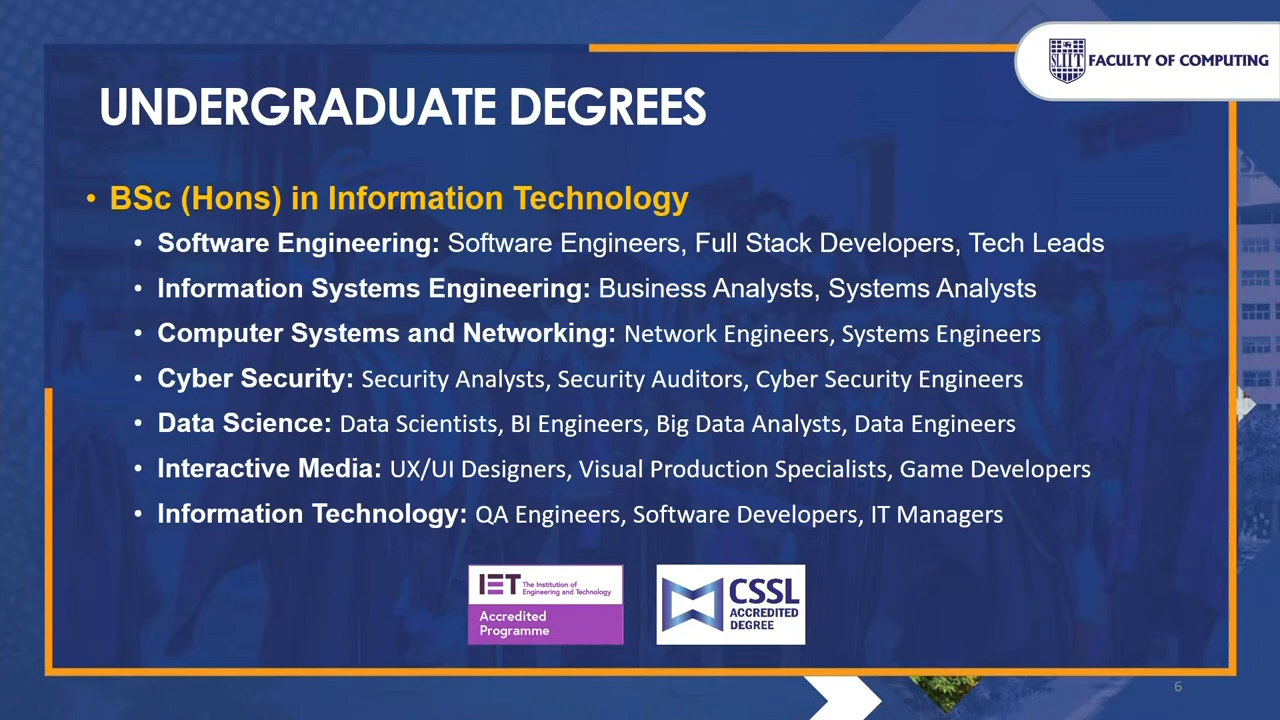 SLIIT FACULTY OF COMPUTING
UNDERGRADUATE DEGREES
• BSc (Hons) in Information Technology
• Software Engineering: Software Engineers, Full Stack Developers, Tech Leads
• Information Systems Engineering: Business Analysts, Systems Analysts
• Computer Systems and Networking: Network Engineers, Systems Engineers
• Cyber Security: Security Analysts, Security Auditors, Cyber Security Engineers
• Data Science: Data Scientists, BI Engineers, Big Data Analysts, Data Engineers
• Interactive Media: UX/UI Designers, Visual Production Specialists, Game Developers
• Information Technology: QA Engineers, Software Developers, IT Managers
IET The Institution of
Engineering and Technology
Accredited
Programme
CSSL
ACCREDITED
DEGREE
6